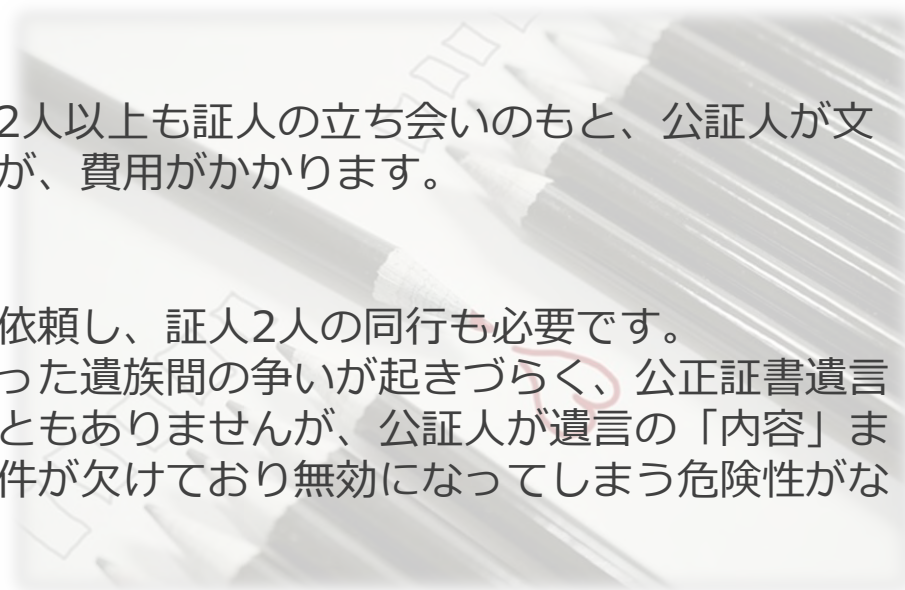 2人以上も証人の立ち会いのもと、公証人が文
が、費用がかかります。
依頼し、証人2人の同行も必要です。
った遺族間の争いが起きづらく、公正証書遺言
ともありませんが、公証人が遺言の「内容」ま
件が欠けており無効になってしまう危険性がな